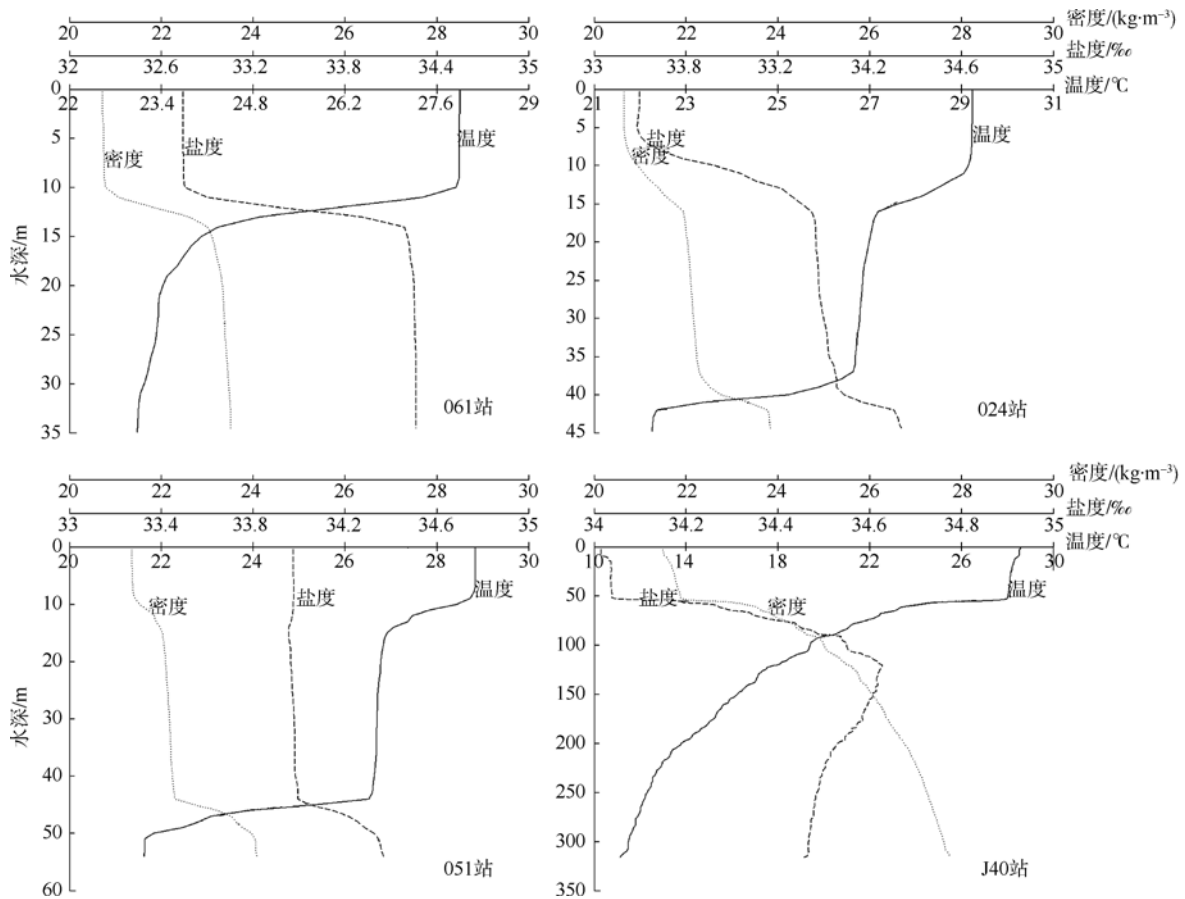 20 22 24 26 28 30 密度/(kg·m⁻³)
32 32.6 33.2 33.8 34.4 35 盐度/‰
22 23.4 24.8 26.2 27.6 29 温度/℃
0
5
10
15
20
25
30
35
水深/m
密度
盐度
温度
061站
20 22 24 26 28 30 密度/(kg·m⁻³)
33 33.8 33.2 34.2 34.6 35 盐度/‰
21 23 25 27 29 31 温度/℃
0
5
10
15
20
25
30
35
40
45
盐度
密度
温度
024站
20 22 24 26 28 30 密度/(kg·m⁻³)
33 33.4 33.8 34.2 34.6 35 盐度/‰
20 22 24 26 28 30 温度/℃
0
10
20
30
40
50
60
水深/m
密度
盐度
温度
051站
20 22 24 26 28 30 密度/(kg·m⁻³)
34 34.2 34.4 34.6 34.8 35 盐度/‰
10 14 18 22 26 30 温度/℃
0
50
100
150
200
250
300
350
盐度
密度
温度
J40站